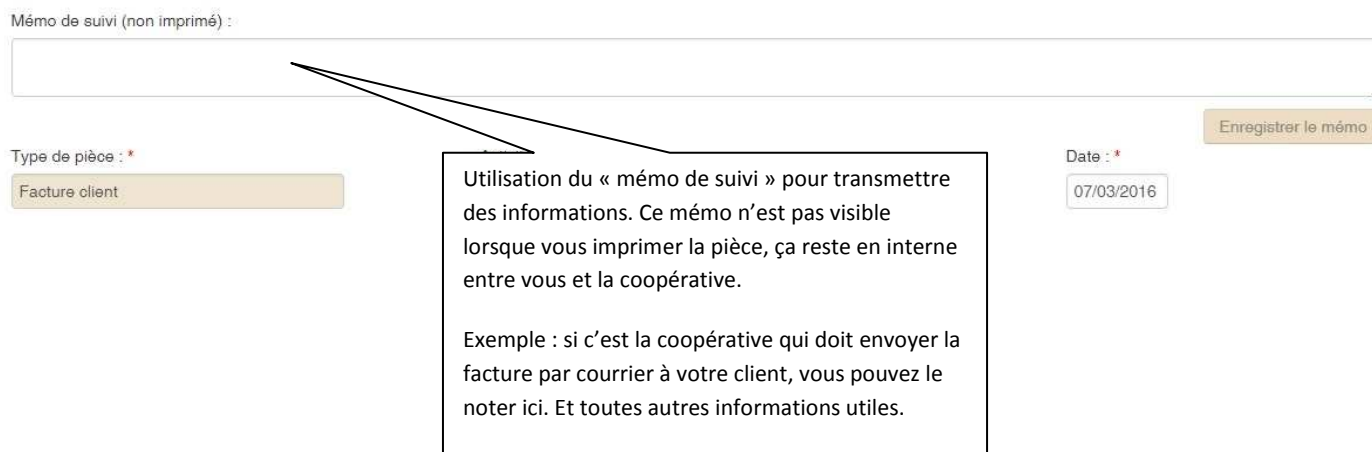 Mémo de suivi (non imprimé) :
Enregistrer le mémo
Type de pièce : *
Date : *
Facture client
07/03/2016
Utilisation du « mémo de suivi » pour transmettre
des informations. Ce mémo n’est pas visible
lorsque vous imprimer la pièce, ça reste en interne
entre vous et la coopérative.
Exemple : si c’est la coopérative qui doit envoyer la
facture par courrier à votre client, vous pouvez le
noter ici. Et toutes autres informations utiles.